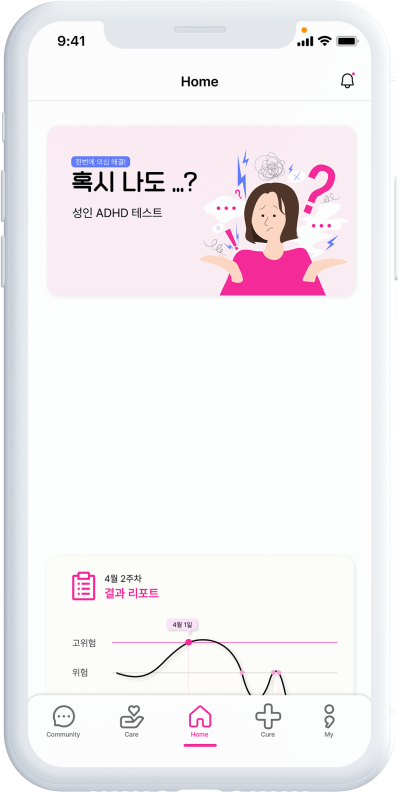 9:41
Home
한번에 의심 해결!
혹시 나도 ...?
성인 ADHD 테스트
4월 2주차
결과 리포트
4월 1일
고위험
위험
Community
Care
Home
Cure
My